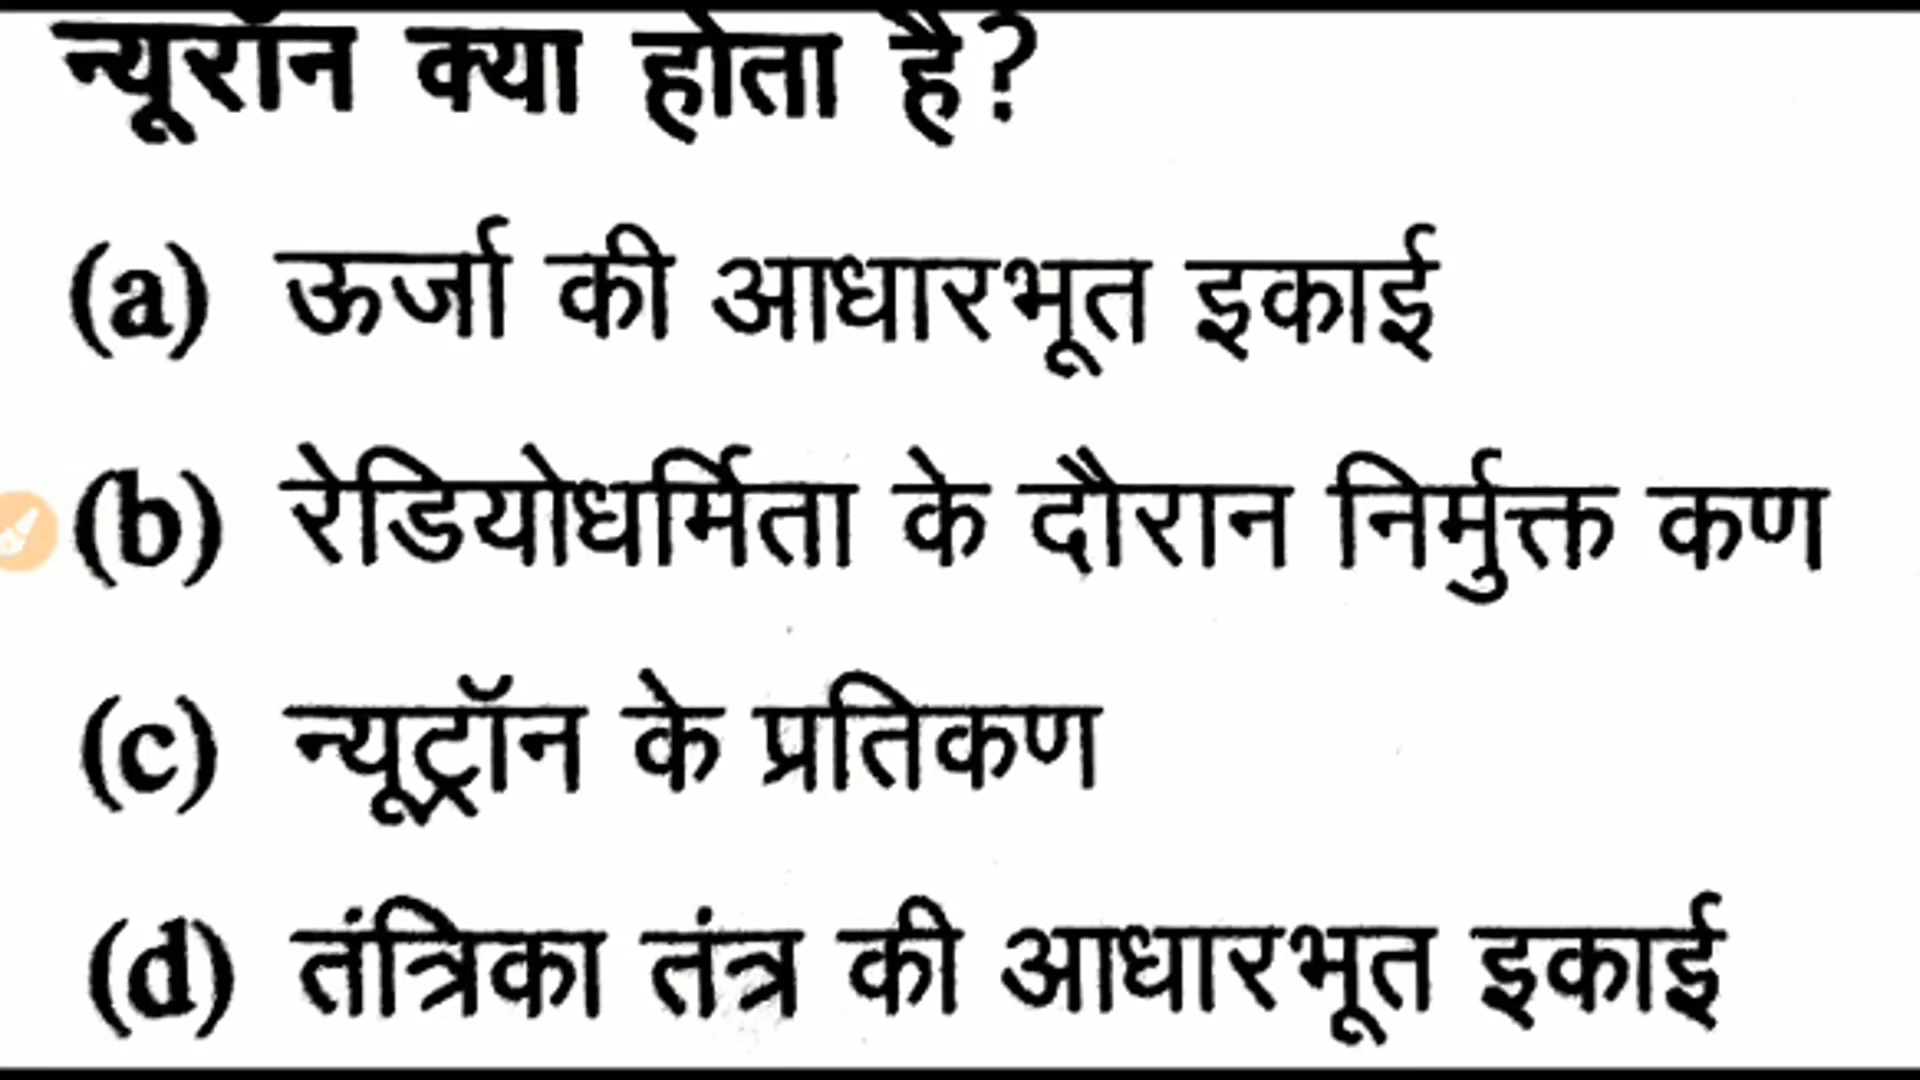 न्यूरॉन क्या होता है?
(a) ऊर्जा की आधारभूत इकाई
(b) रेडियोधर्मिता के दौरान निर्मुक्त कण
(c) न्यूट्रॉन के प्रतिकण
(d) तंत्रिका तंत्र की आधारभूत इकाई